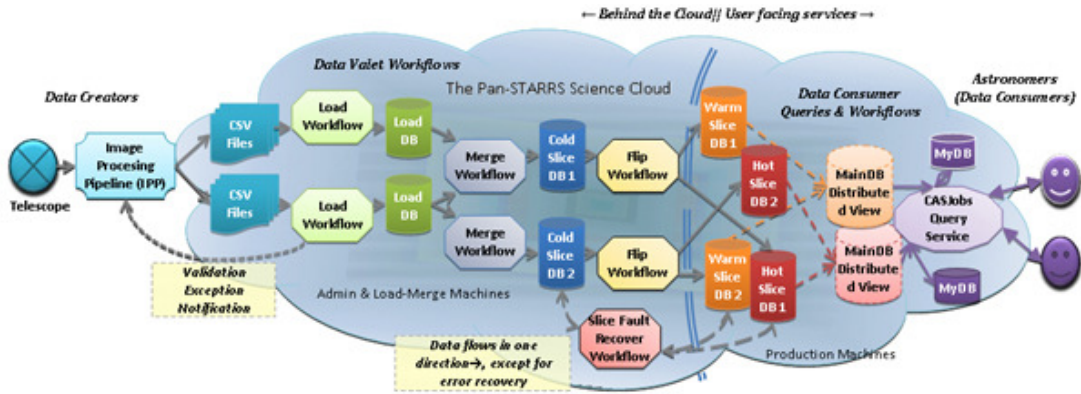 ← Behind the Cloud|| User facing services →
Data Valet Workflows
The Pan-STARRS Science Cloud
Data Creators
Astronomers
(Data Consumers)
Data Consumer
Queries & Workflows
Telescope
Image
Procesing
Pipeline (IPP)
CSV
Files
CSV
Files
Load
Workflow
Load
Workflow
Load
DB
Load
DB
Merge
Workflow
Merge
Workflow
Cold
Slice
DB 1
Cold
Slice
DB 2
Flip
Workflow
Flip
Workflow
Warm
Slice
DB 1
Hot
Slice
DB 2
Warm
Slice
DB 2
Hot
Slice
DB 1
MainDB
Distribute
d View
MainDB
Distribute
d View
MyDB
CASJobs
Query
Service
MyDB
Validation
Exception
Notification
Admin & Load-Merge Machines
Slice Fault
Recover
Workflow
Data flows in one
direction→, except for
error recovery
Production Machines